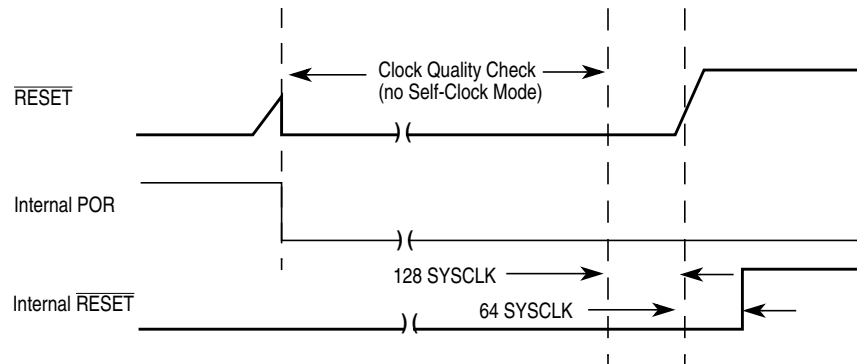 Clock Quality Check
(no Self-Clock Mode)
RESET
Internal POR
128 SYSCLK
64 SYSCLK
Internal RESET